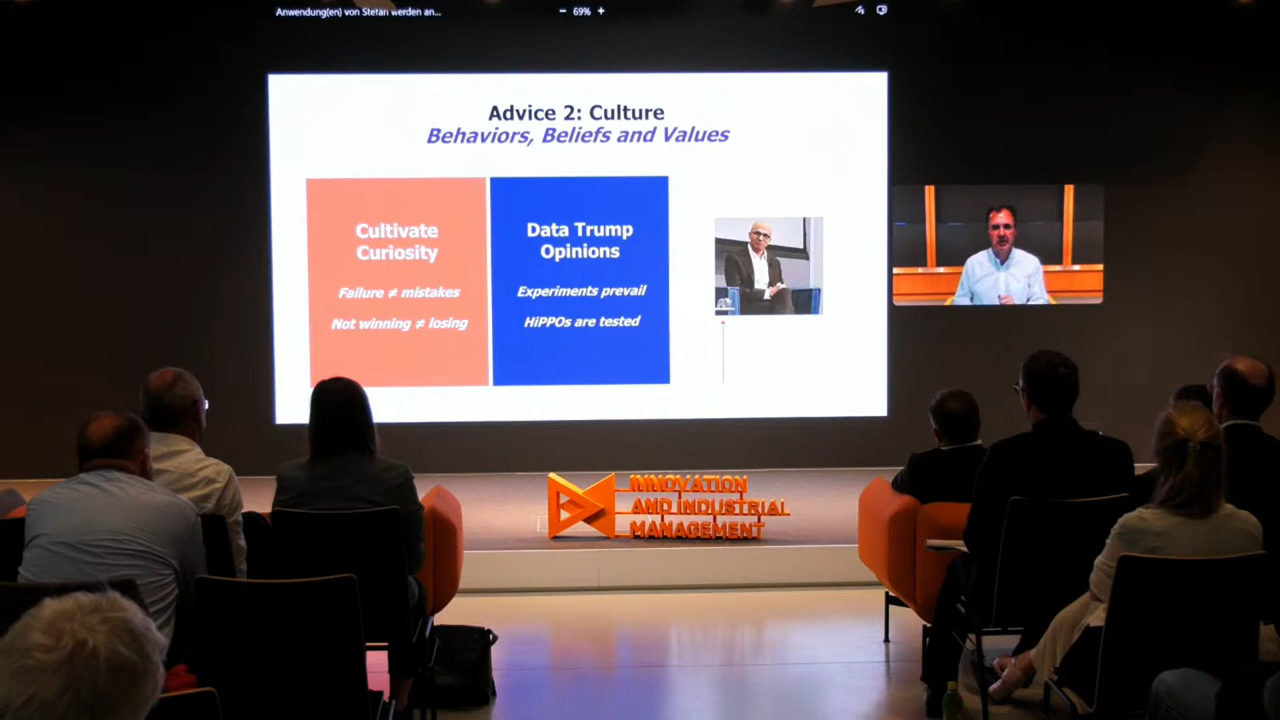 Anwendung(en) von Stefan werden an...
69%
Advice 2: Culture
Behaviors, Beliefs and Values
Cultivate
Curiosity
Failure ≠ mistakes
Not winning ≠ losing
Data Trump
Opinions
Experiments prevail
HiPPOs are tested
INNOVATION
AND INDUSTRIAL
MANAGEMENT